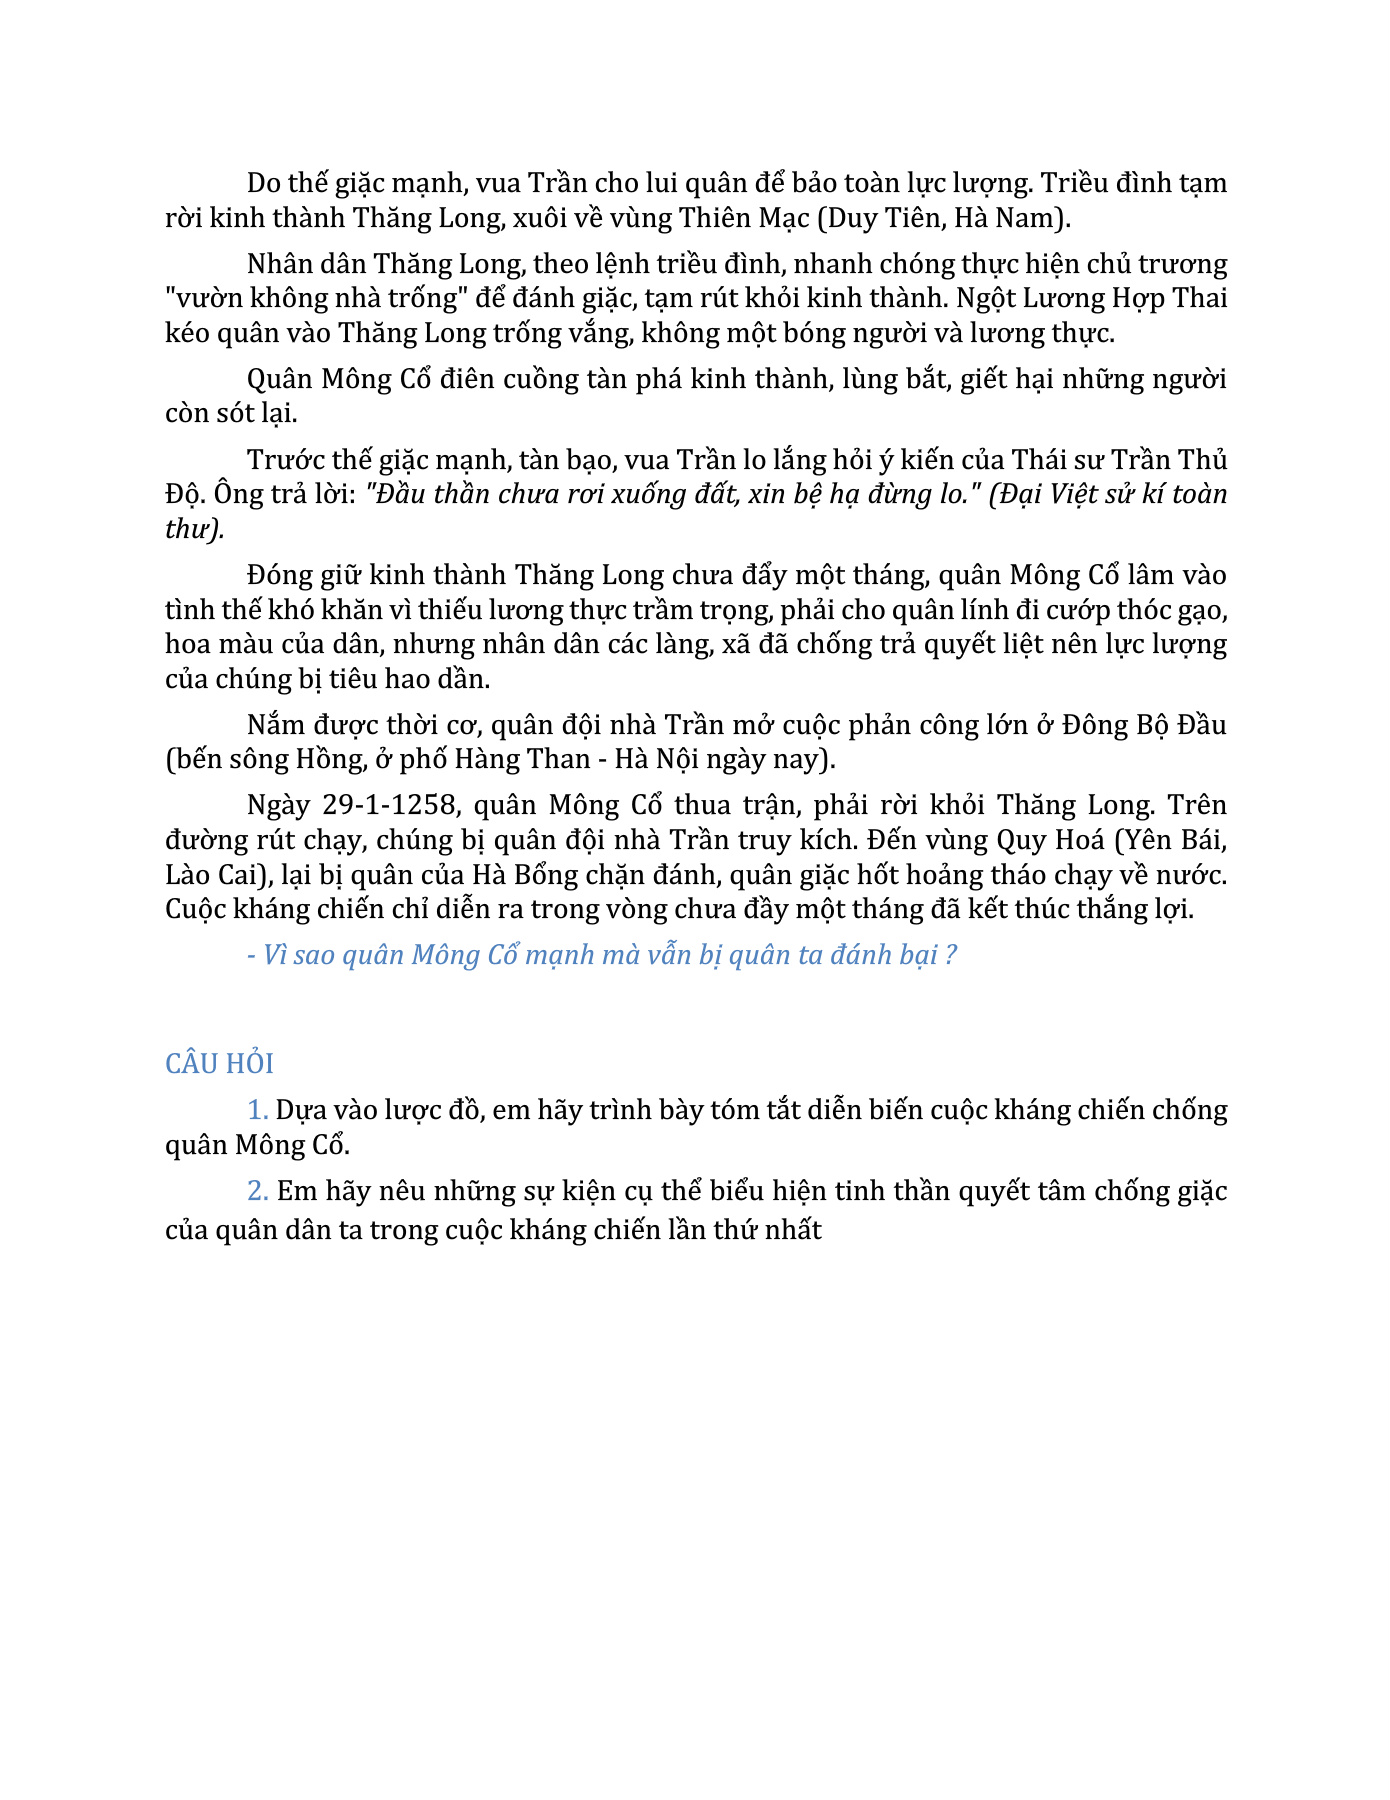 Do thế giặc mạnh, vua Trần cho lui quân để bảo toàn lực lượng. Triều đình tạm
rời kinh thành Thăng Long, xuôi về vùng Thiên Mạc (Duy Tiên, Hà Nam).
Nhân dân Thăng Long, theo lệnh triều đình, nhanh chóng thực hiện chủ trương
"vườn không nhà trống" để đánh giặc, tạm rút khỏi kinh thành. Ngột Lương Hợp Thai
kéo quân vào Thăng Long trống vắng, không một bóng người và lương thực.
Quân Mông Cổ điên cuồng tàn phá kinh thành, lùng bắt, giết hại những người
còn sót lại.
Trước thế giặc mạnh, tàn bạo, vua Trần lo lắng hỏi ý kiến của Thái sư Trần Thủ
Độ. Ông trả lời: "Đầu thần chưa rơi xuống đất, xin bệ hạ đừng lo." (Đại Việt sử kí toàn
thư).
Đóng giữ kinh thành Thăng Long chưa đẩy một tháng, quân Mông Cổ lâm vào
tình thế khó khăn vì thiếu lương thực trầm trọng, phải cho quân lính đi cướp thóc gạo,
hoa màu của dân, nhưng nhân dân các làng, xã đã chống trả quyết liệt nên lực lượng
của chúng bị tiêu hao dần.
Nắm được thời cơ, quân đội nhà Trần mở cuộc phản công lớn ở Đông Bộ Đầu
(bến sông Hồng, ở phố Hàng Than - Hà Nội ngày nay).
Ngày 29-1-1258, quân Mông Cổ thua trận, phải rời khỏi Thăng Long. Trên
đường rút chạy, chúng bị quân đội nhà Trần truy kích. Đến vùng Quy Hoá (Yên Bái,
Lào Cai), lại bị quân của Hà Bổng chặn đánh, quân giặc hốt hoảng tháo chạy về nước.
Cuộc kháng chiến chỉ diễn ra trong vòng chưa đầy một tháng đã kết thúc thắng lợi.
- Vì sao quân Mông Cổ mạnh mà vẫn bị quân ta đánh bại ?
CÂU HỎI
1. Dựa vào lược đồ, em hãy trình bày tóm tắt diễn biến cuộc kháng chiến chống
quân Mông Cổ.
2. Em hãy nêu những sự kiện cụ thể biểu hiện tinh thần quyết tâm chống giặc
của quân dân ta trong cuộc kháng chiến lần thứ nhất